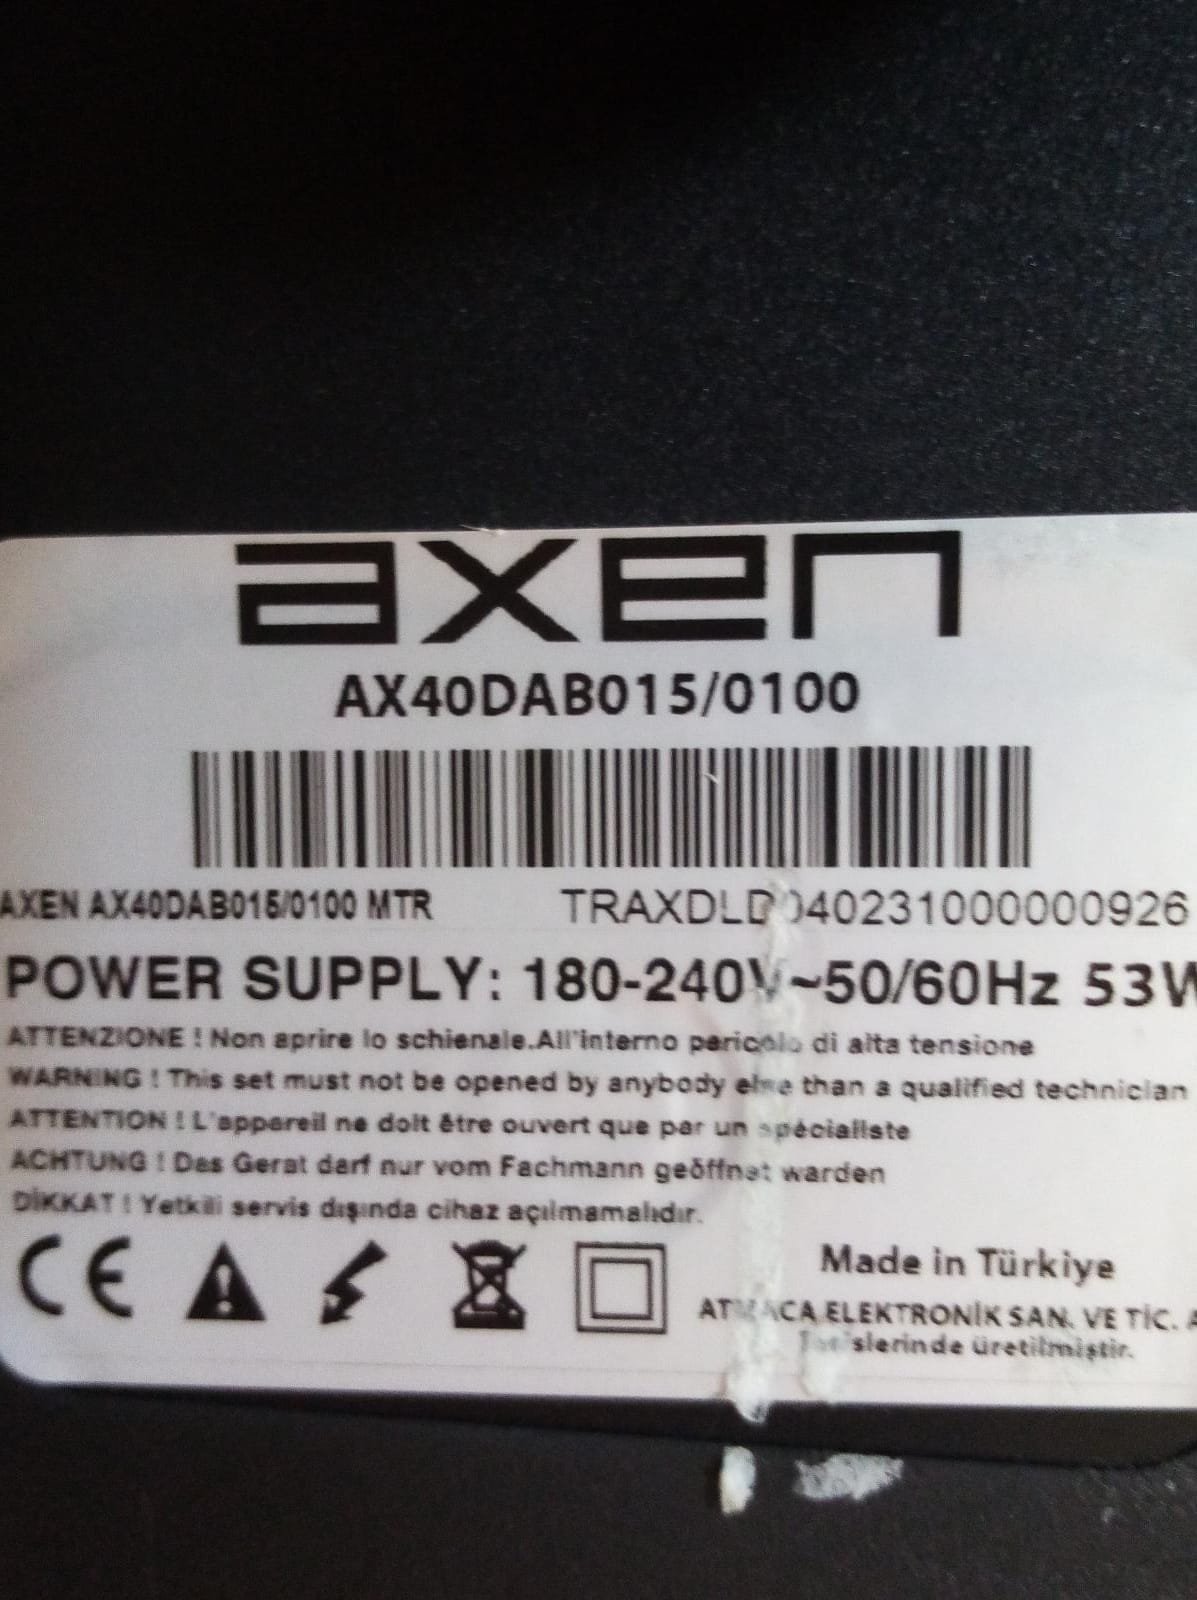 axen
AX40DAB015/0100
AXEN AX40DAB015/0100 MTR TRAXDLD0402310000000926
POWER SUPPLY: 180-240V~50/60Hz 53W
ATTENZIONE ! Non aprire lo schienale.All'interno pericolo di alta tensione
WARNING ! This set must not be opened by anybody else than a qualified technician
ATTENTION ! L'appareil ne doit être ouvert que par un spécialiste
ACHTUNG ! Das Gerat darf nur vom Fachmann geöffnet warden
DİKKAT ! Yetkili servis dışında cihaz açılmamalıdır.
CE
Made in Türkiye
ATMACA ELEKTRONİK SAN. VE TİC.
üretilmiştir.